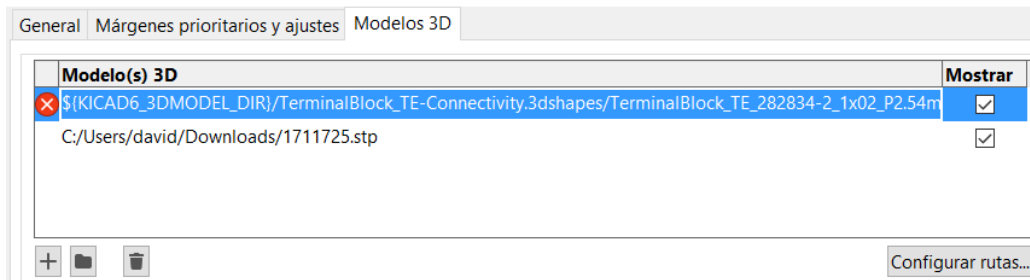 General Márgenes prioritarios y ajustes Modelos 3D
Modelo(s) 3D Mostrar
${KICAD6_3DMODEL_DIR}/TerminalBlock_TE-Connectivity.3dshapes/TerminalBlock_TE_282834-2_1x02_P2.54m
C:/Users/david/Downloads/1711725.stp
Configurar rutas...